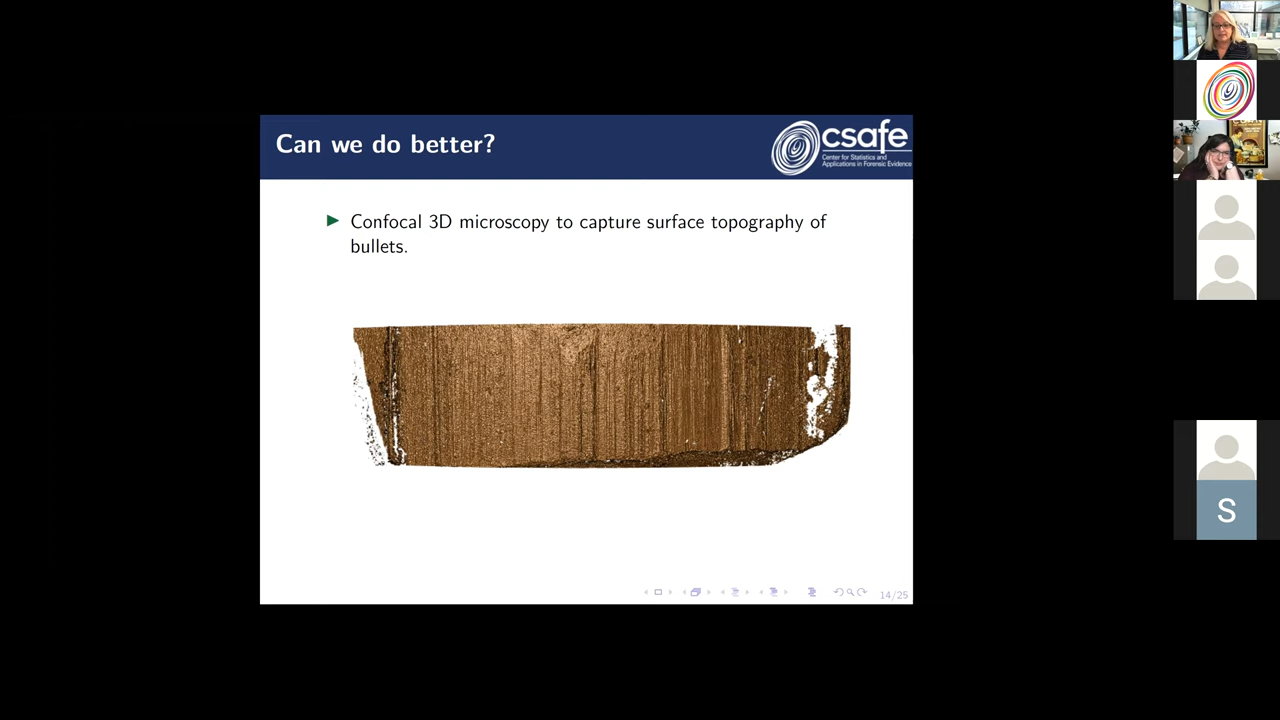 Can we do better?
csafe
Center for Statistics and
Applications in Forensic Evidence
Confocal 3D microscopy to capture surface topography of
bullets.
14/25
S